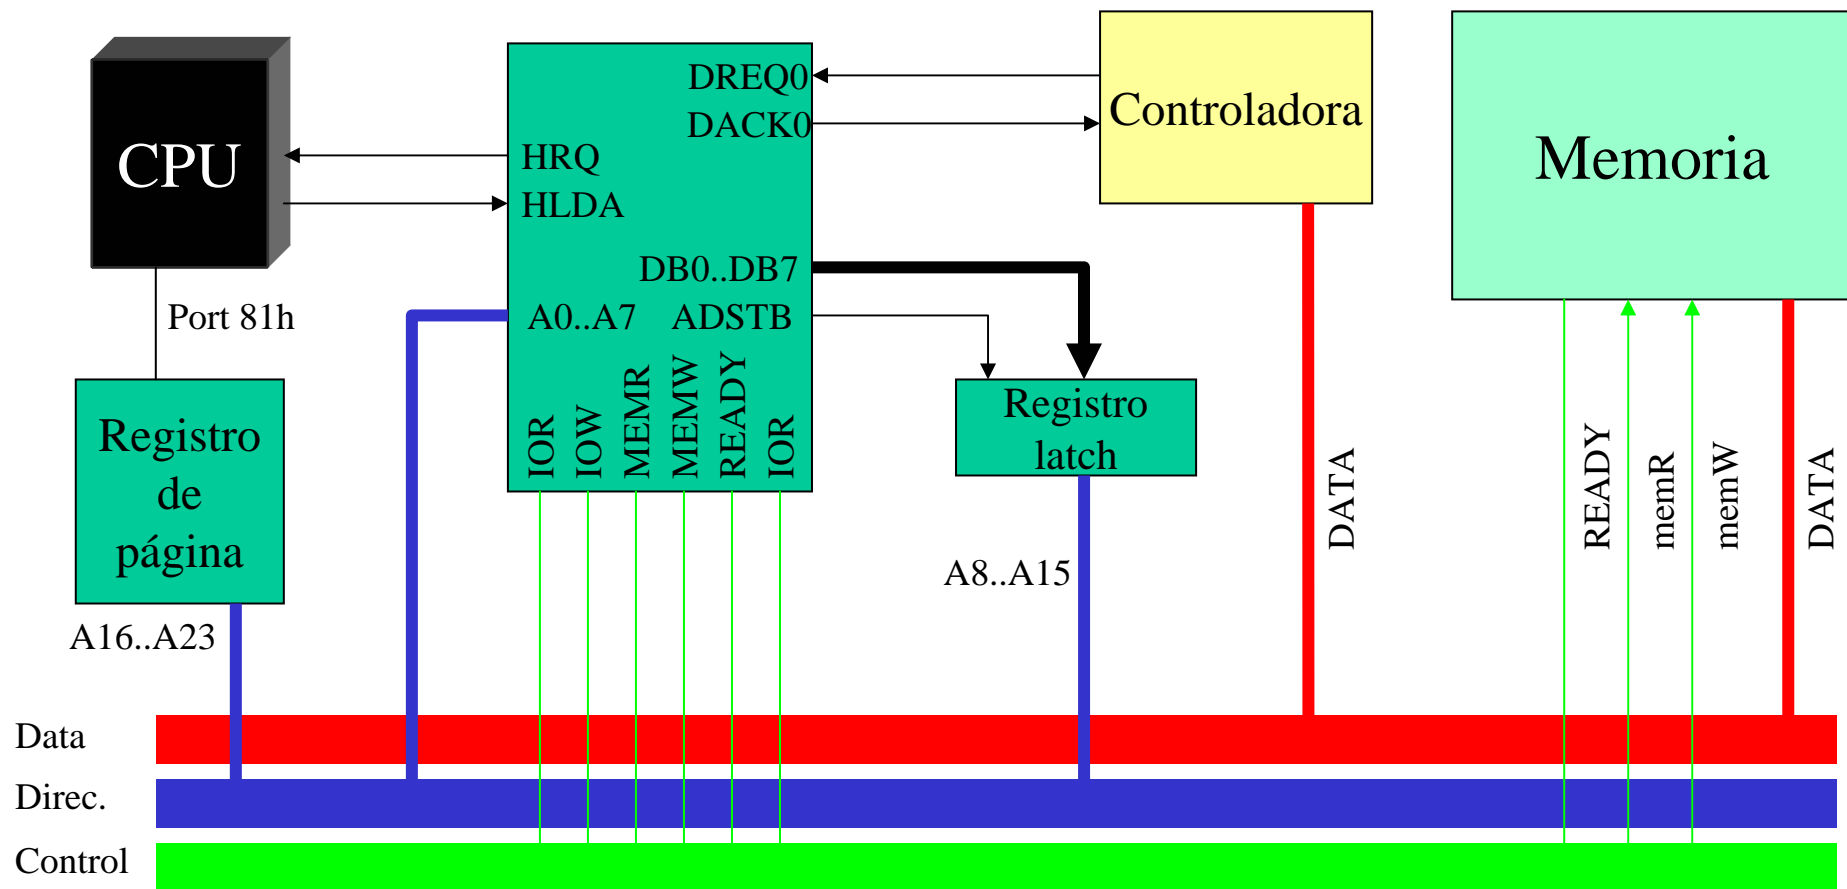 CPU
Port 81h
Registro
de
página
A16..A23
DREQ0
DACK0
HRQ
HLDA
DB0..DB7
A0..A7
ADSTB
IOR
IOW
MEMR
MEMW
READY
IOR
Controladora
Registro
latch
A8..A15
DATA
Memoria
READY
memR
memW
DATA
Data
Direc.
Control